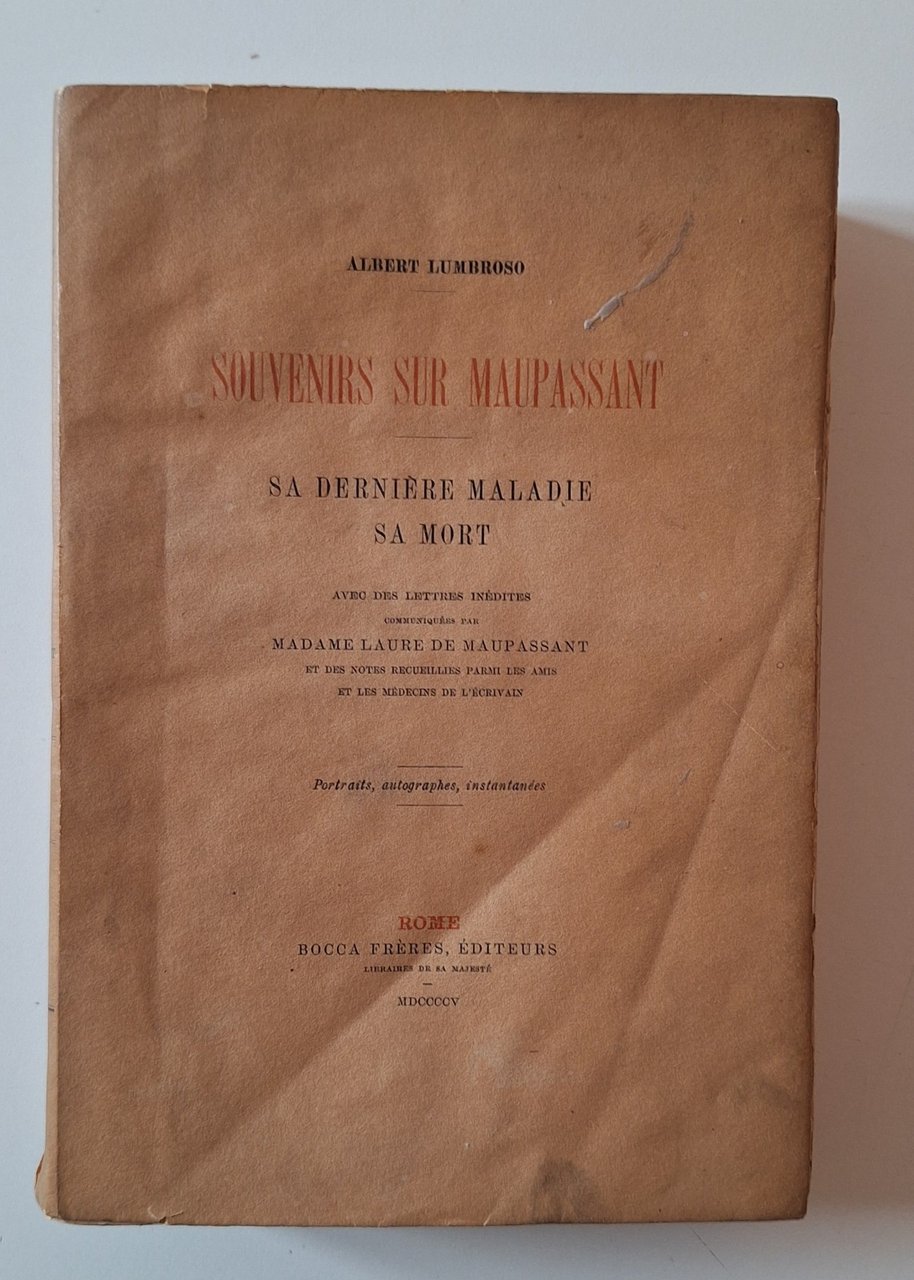 ALBERT LUMBROSO
SOUVENIRS SUR MAUPASSANT
SA DERNIÈRE MALADIE
SA MORT
AVEC DES LETTRES INÉDITES
COMMUNIQUÉES PAR
MADAME LAURE DE MAUPASSANT
ET DES NOTES RECUEILLIES PARMI LES AMIS
ET LES MÉDECINS DE L'ÉCRIVAIN
Portraits, autographes, instantanées
ROME
BOCCA FRÈRES, ÉDITEURS
LIBRAIRES DE SA MAJESTÉ
MDCCCCV